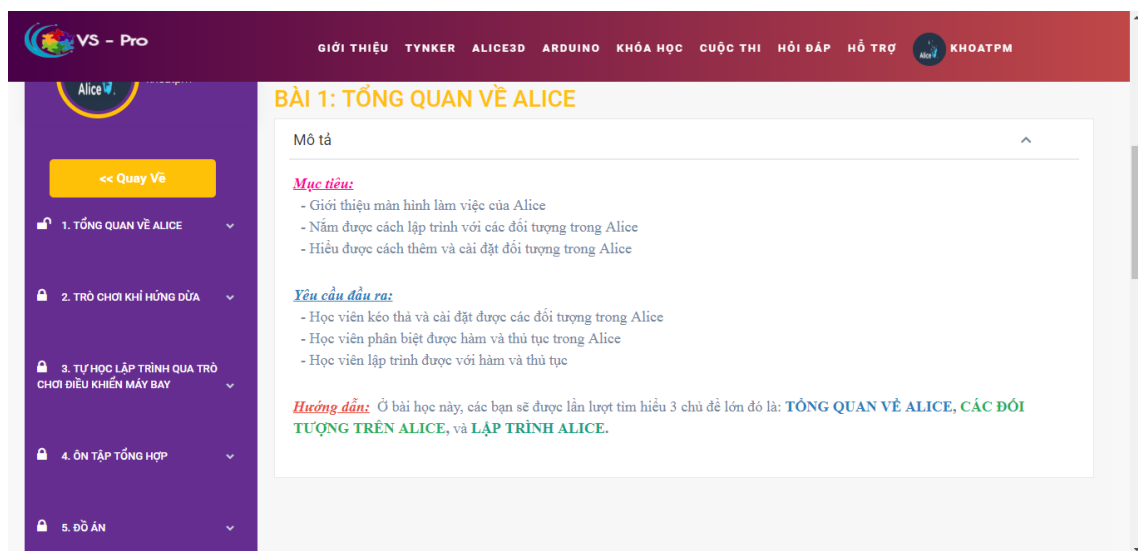 VS - Pro
GIỚI THIỆU TYNKER ALICE3D ARDUINO KHÓA HỌC CUỘC THI HỎI ĐÁP HỖ TRỢ KHOATPM
Alice
BÀI 1: TỔNG QUAN VỀ ALICE
Mô tả
<< Quay Về
1. TỔNG QUAN VỀ ALICE
2. TRÒ CHƠI KHỈ HỨNG DỪA
3. TỰ HỌC LẬP TRÌNH QUA TRÒ
CHƠI ĐIỀU KHIỂN MÁY BAY
4. ÔN TẬP TỔNG HỢP
5. ĐỒ ÁN
Mục tiêu:
- Giới thiệu màn hình làm việc của Alice
- Nắm được cách lập trình với các đối tượng trong Alice
- Hiểu được cách thêm và cài đặt đối tượng trong Alice
Yêu cầu đầu ra:
- Học viên kéo thả và cài đặt được các đối tượng trong Alice
- Học viên phân biệt được hàm và thủ tục trong Alice
- Học viên lập trình được với hàm và thủ tục
Hướng dẫn: Ở bài học này, các bạn sẽ được lần lượt tìm hiểu 3 chủ đề lớn đó là: TỔNG QUAN VỀ ALICE, CÁC ĐỐI
TƯỢNG TRÊN ALICE, và LẬP TRÌNH ALICE.